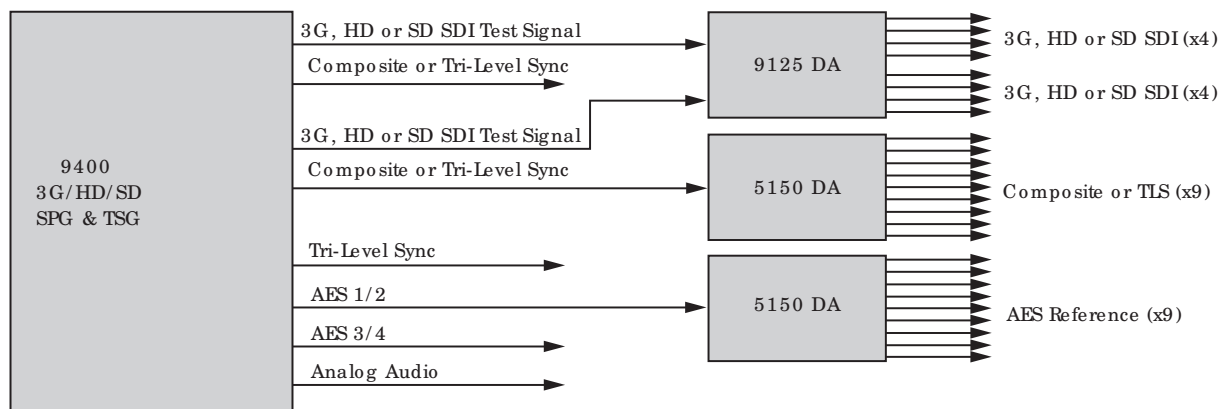 9400
3G/HD/SD
SPG & TSG
3G, HD or SD SDI Test Signal
Composite or Tri-Level Sync
3G, HD or SD SDI Test Signal
Composite or Tri-Level Sync
Tri-Level Sync
AES 1/2
AES 3/4
Analog Audio
9125 DA
5150 DA
5150 DA
3G, HD or SD SDI (x4)
3G, HD or SD SDI (x4)
Composite or TLS (x9)
AES Reference (x9)